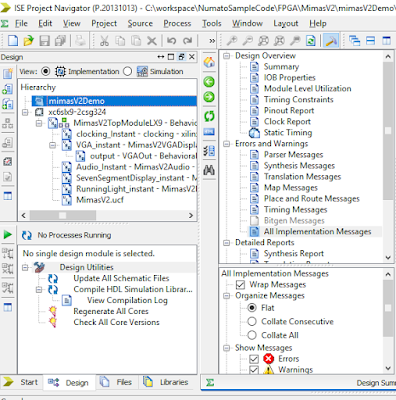 ISE Project Navigator (P.20131013) - C:\workspace\NumatoSampleCode\FPGA\MimasV2\mimasV2Demo\
File Edit View Project Source Process Tools Window Layout Help
Design
View: Implementation Simulation
Hierarchy
mimasV2Demo
xc6slx9-2csg324
MimasV2TopModuleLX9 - Behavio
clocking_Instant - clocking - xilin
VGA_instant - MimasV2VGADispla
output - VGAOut - Behavioral
Audio_Instant - MimasV2Audio -
SevenSegmentDisplay_instant - M
RunningLight_instant - MimasV2
MimasV2.ucf
No Processes Running
No single design module is selected.
Design Utilities
Update All Schematic Files
Compile HDL Simulation Librar...
View Compilation Log
Regenerate All Cores
Check All Core Versions
Start
Design
Files
Libraries
Design Overview
Summary
IOB Properties
Module Level Utilization
Timing Constraints
Pinout Report
Clock Report
Static Timing
Errors and Warnings
Parser Messages
Synthesis Messages
Translation Messages
Map Messages
Place and Route Messages
Timing Messages
Bitgen Messages
All Implementation Messages
Detailed Reports
Synthesis Report
All Implementation Messages
Wrap Messages
Organize Messages
Flat
Collate Consecutive
Collate All
Show Messages
Errors
Warnings
Design Summ